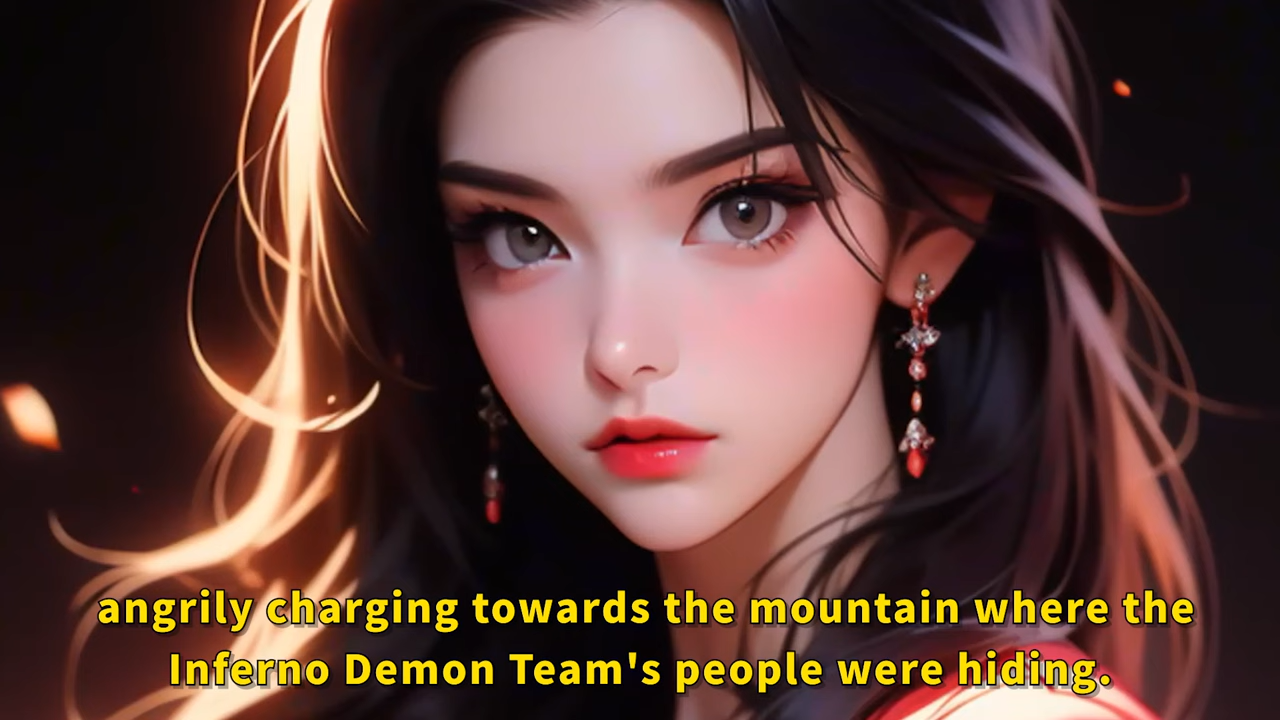 angrily charging towards the mountain where the
Inferno Demon Team's people were hiding.